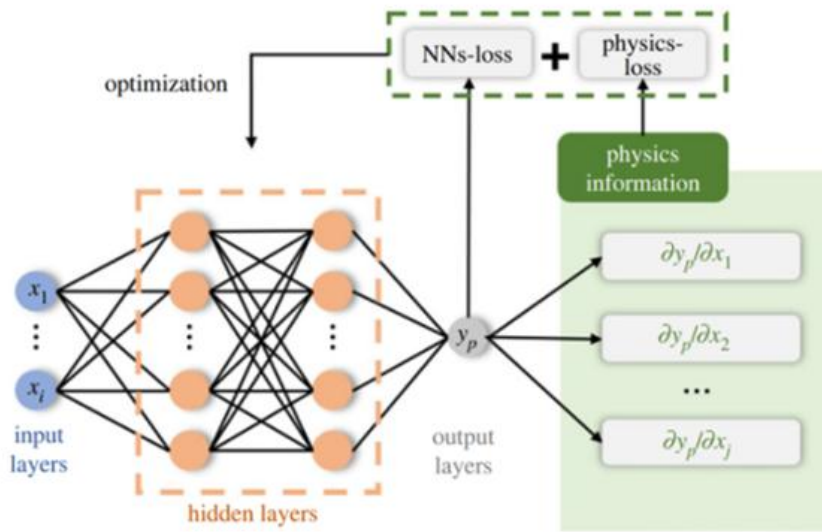 NNs-loss + physics-
loss
optimization
physics
information
x₁
⋮
xᵢ
input
layers
⋮
⋮
hidden layers
yₚ
output
layers
∂yₚ/∂x₁
∂yₚ/∂x₂
...
∂yₚ/∂xⱼ